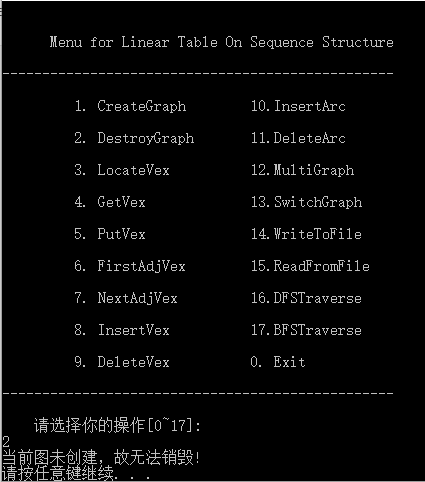 Menu for Linear Table On Sequence Structure
-------------------------------------------------
1. CreateGraph 10.InsertArc
2. DestroyGraph 11.DeleteArc
3. LocateVex 12.MultiGraph
4. GetVex 13.SwitchGraph
5. PutVex 14.WriteToFile
6. FirstAdjVex 15.ReadFromFile
7. NextAdjVex 16.DFSTraverse
8. InsertVex 17.BFSTraverse
9. DeleteVex 0. Exit
-------------------------------------------------
请选择你的操作[0~17]:
2
当前图未创建，故无法销毁!
请按任意键继续. . .